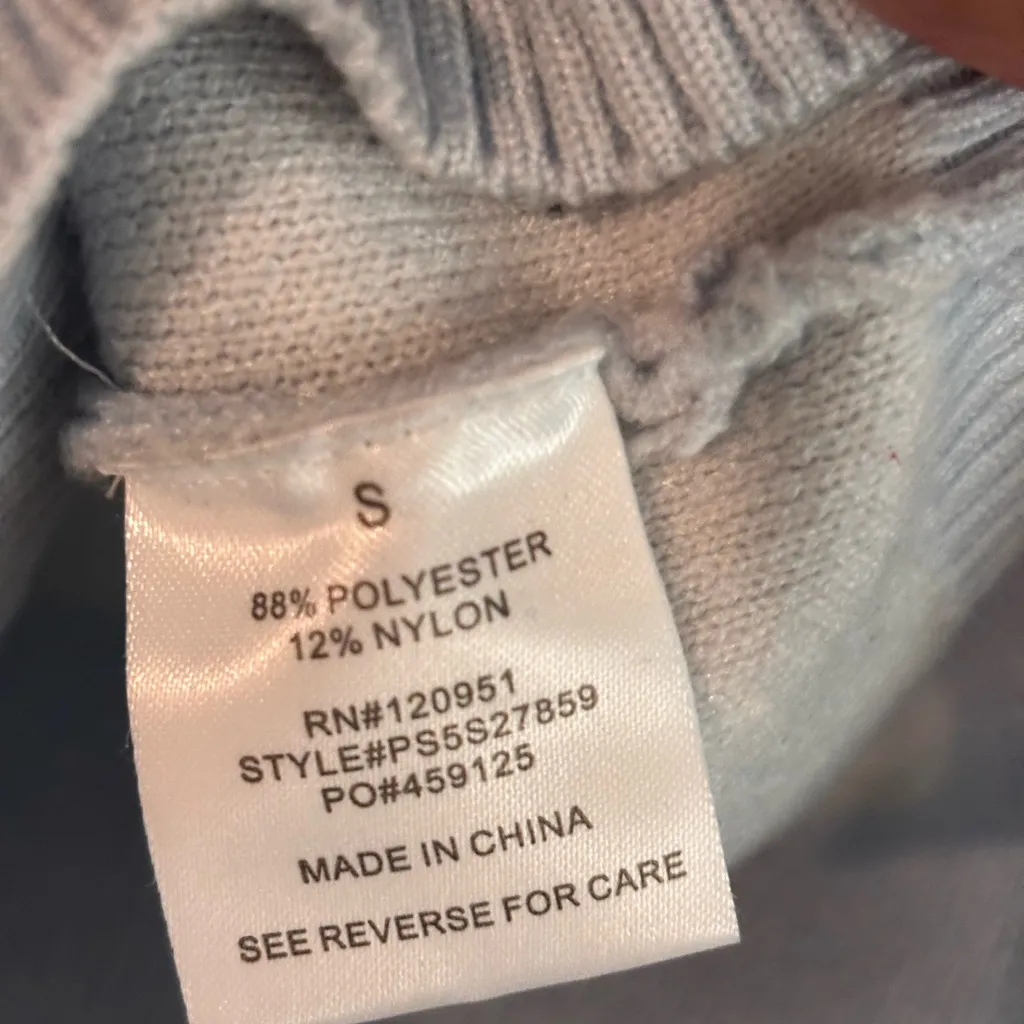 S
88% POLYESTER
12% NYLON
RN#120951
STYLE#PS5S27859
PO#459125
MADE IN CHINA
SEE REVERSE FOR CARE